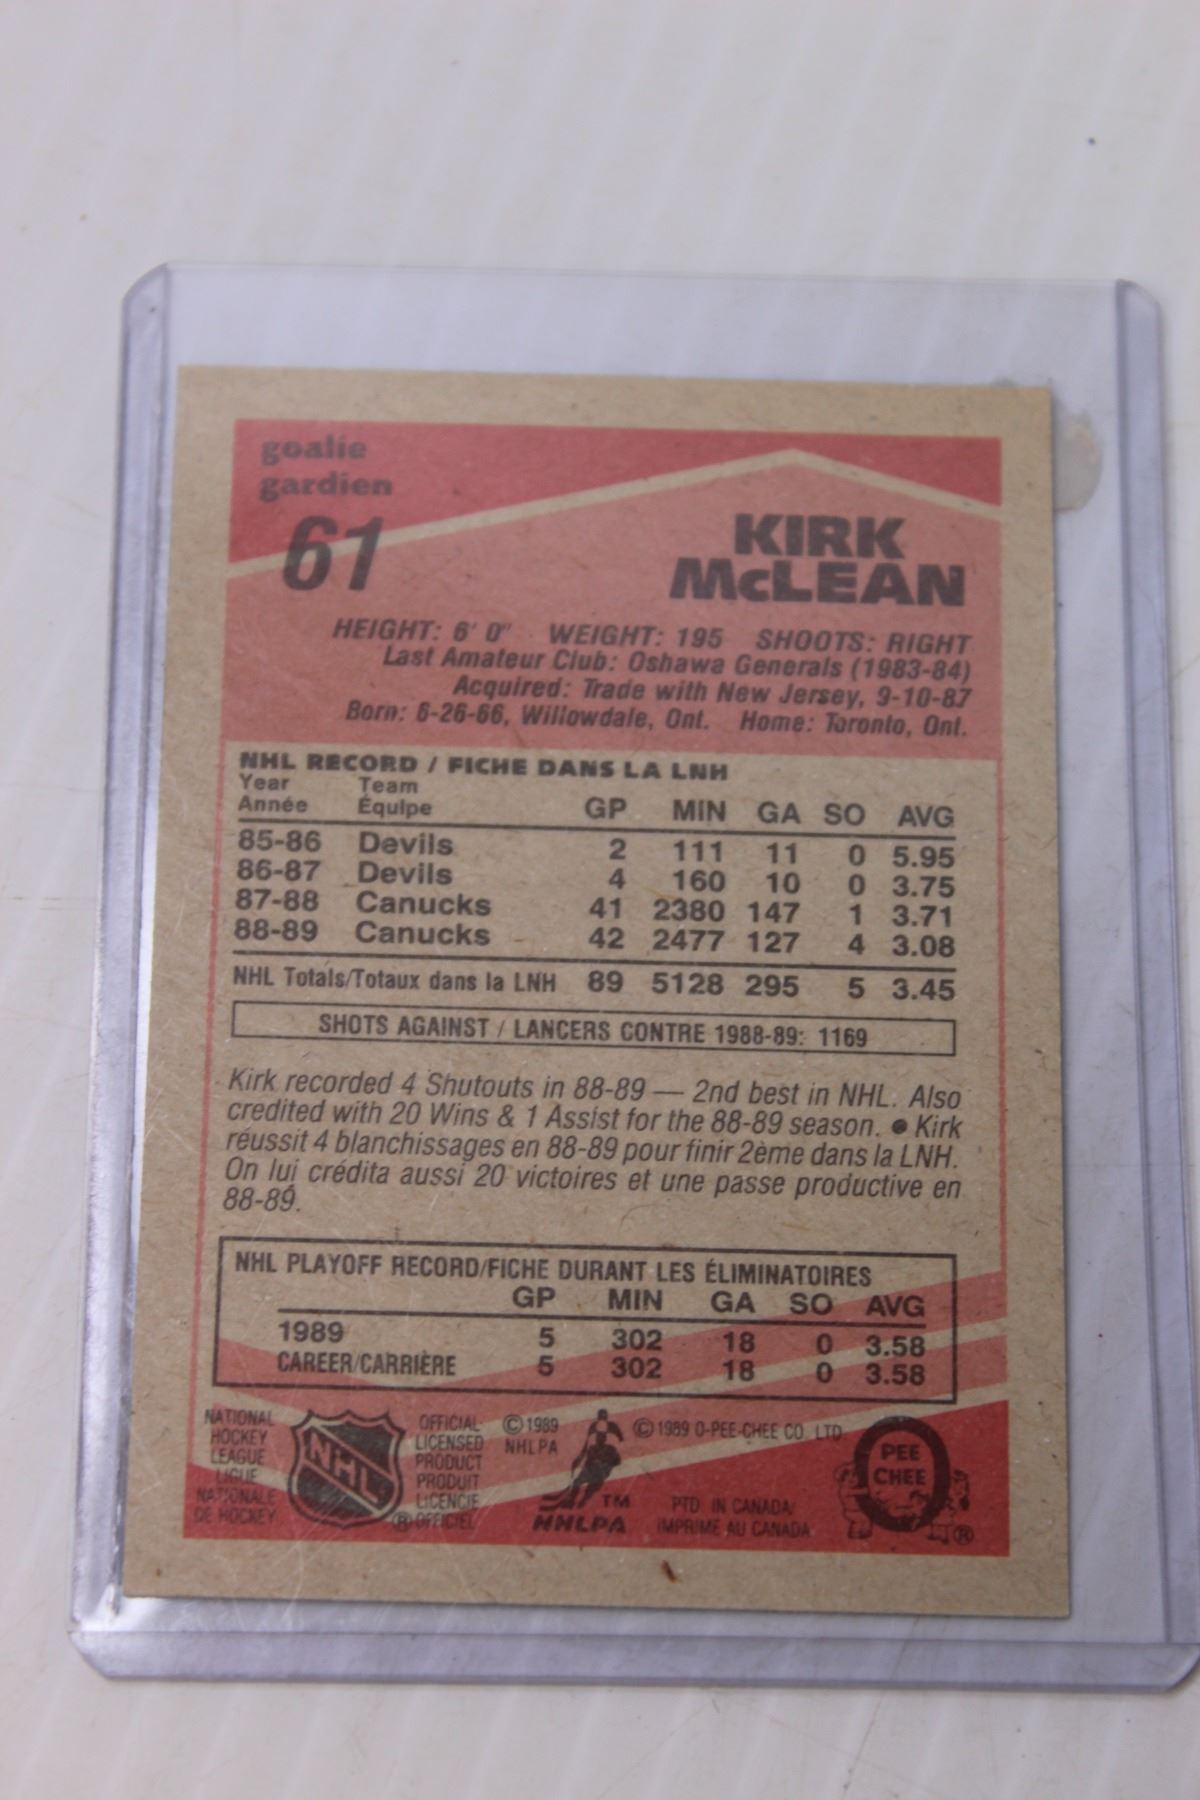 goalie
gardien
61
KIRK
McLEAN
HEIGHT: 6' 0" WEIGHT: 195 SHOOTS: RIGHT
Last Amateur Club: Oshawa Generals (1983-84)
Acquired: Trade with New Jersey, 9-10-87
Born: 6-26-66, Willowdale, Ont. Home: Toronto, Ont.
NHL RECORD / FICHE DANS LA LNH
Year Team
Année Équipe GP MIN GA SO AVG
85-86 Devils 2 111 11 0 5.95
86-87 Devils 4 160 10 0 3.75
87-88 Canucks 41 2380 147 1 3.71
88-89 Canucks 42 2477 127 4 3.08
NHL Totals/Totaux dans la LNH 89 5128 295 5 3.45
SHOTS AGAINST / LANCERS CONTRE 1988-89: 1169
Kirk recorded 4 Shutouts in 88-89 — 2nd best in NHL. Also
credited with 20 Wins & 1 Assist for the 88-89 season. ● Kirk
réussit 4 blanchissages en 88-89 pour finir 2ème dans la LNH.
On lui crédita aussi 20 victoires et une passe productive en
88-89.
NHL PLAYOFF RECORD/FICHE DURANT LES ÉLIMINATOIRES
GP MIN GA SO AVG
1989 5 302 18 0 3.58
CAREER/CARRIÈRE 5 302 18 0 3.58
NATIONAL
HOCKEY
LEAGUE
LIGUE
NATIONALE
DE HOCKEY
NHL
®
OFFICIAL
LICENSED
PRODUCT
PRODUIT
LICENCIÉ
OFFICIEL
©1989
NHLPA
TM
NHLPA
©1989 O-PEE-CHEE CO. LTD.
PTD. IN CANADA/
IMPRIMÉ AU CANADA
O
PEE
CHEE
®